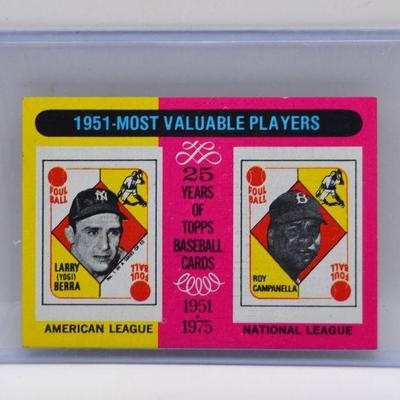 1951-MOST VALUABLE PLAYERS
FOUL
BALL
LARRY
(YOGI)
BERRA
FOUL
BALL
AMERICAN LEAGUE
25
YEARS
OF
TOPPS
BASEBALL
CARDS
1951
1975
FOUL
BALL
ROY
CAMPANELLA
FOUL
BALL
NATIONAL LEAGUE